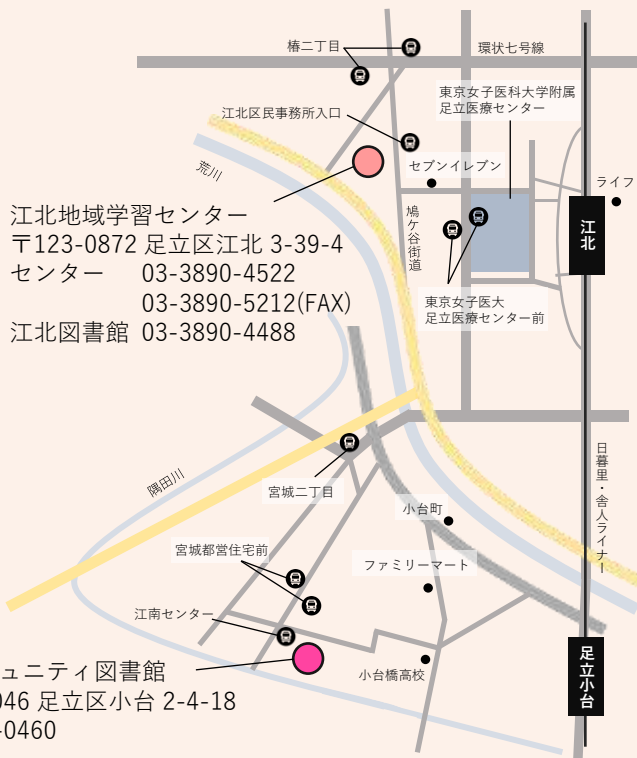 椿二丁目
環状七号線
東京女子医科大学附属
足立医療センター
江北区民事務所入口
荒川
セブンイレブン
ライフ
江北地域学習センター
〒123-0872 足立区江北 3-39-4
センター 03-3890-4522
03-3890-5212(FAX)
江北図書館 03-3890-4488
鳩ケ谷街道
江北
東京女子医大
足立医療センター前
隅田川
宮城二丁目
小台町
日暮里・舎人ライナー
宮城都営住宅前
ファミリーマート
江南センター
小台橋高校
足立小台
ュニティ図書館
046 足立区小台 2-4-18
-0460